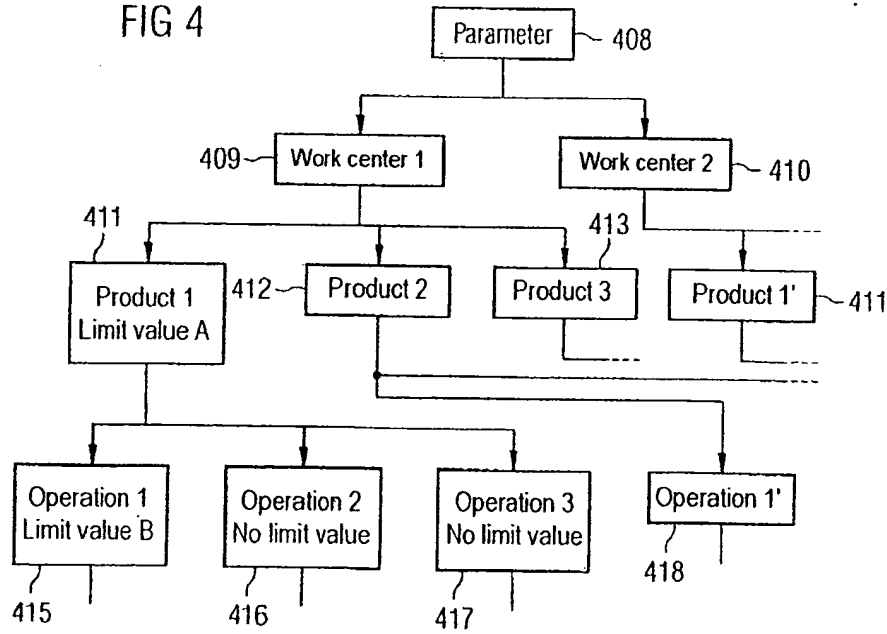 FIG 4
Parameter
408
409
Work center 1
Work center 2
410
411
413
Product 1
Limit value A
412
Product 2
Product 3
Product 1'
411
Operation 1
Limit value B
Operation 2
No limit value
Operation 3
No limit value
Operation 1'
415
416
417
418